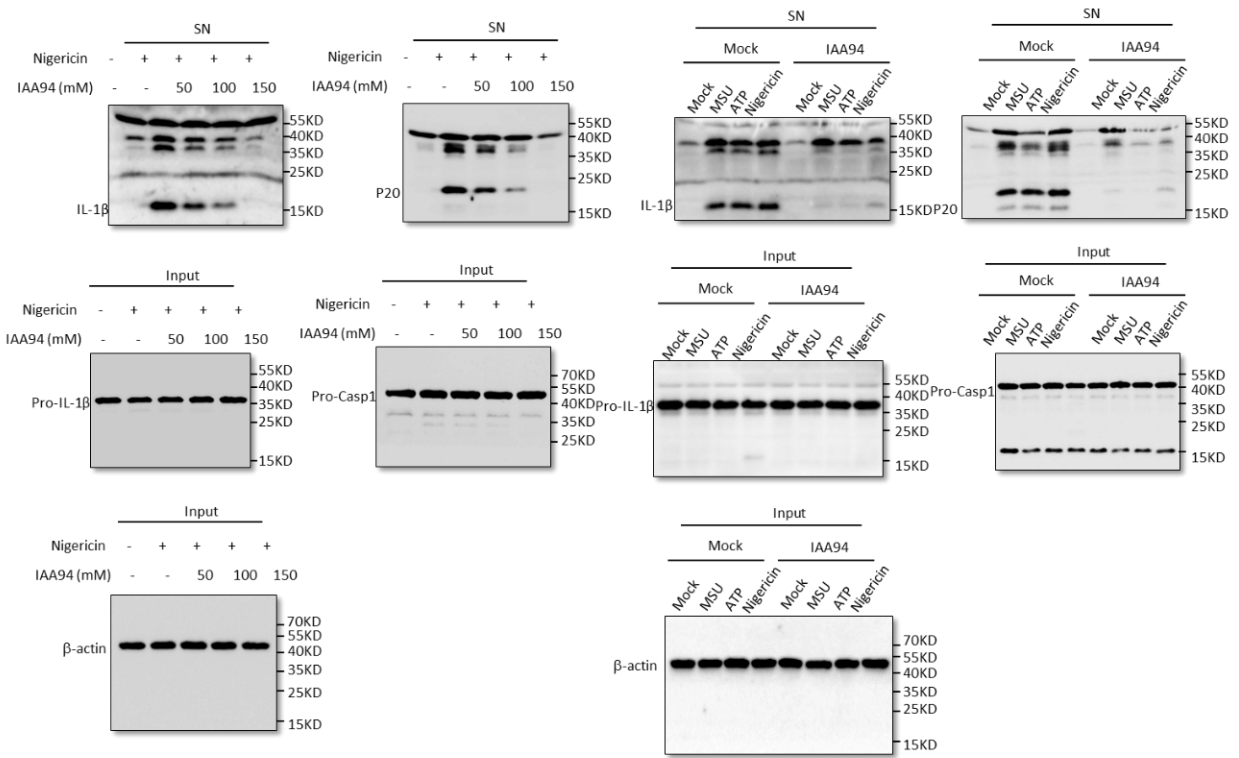 SN
Nigericin - + + + +
IAA94 (mM) - - 50 100 150
55KD
40KD
35KD
25KD
IL-1β
15KD
SN
Nigericin - + + + +
IAA94 (mM) - - 50 100 150
55KD
40KD
35KD
25KD
P20
15KD
SN
Mock IAA94
Mock MSU ATP Nigericin Mock MSU ATP Nigericin
55KD
40KD
35KD
25KD
IL-1β
15KD
SN
Mock IAA94
Mock MSU ATP Nigericin Mock MSU ATP Nigericin
55KD
40KD
35KD
25KD
P20
15KD
Input
Nigericin - + + + +
IAA94 (mM) - - 50 100 150
55KD
40KD
Pro-IL-1β
35KD
25KD
15KD
Input
Nigericin - + + + +
IAA94 (mM) - - 50 100 150
70KD
55KD
Pro-Casp1
40KD
35KD
25KD
Input
Mock IAA94
Mock MSU ATP Nigericin Mock MSU ATP Nigericin
55KD
40KD
Pro-IL-1β
35KD
25KD
15KD
Input
Mock IAA94
Mock MSU ATP Nigericin Mock MSU ATP Nigericin
55KD
Pro-Casp1
40KD
35KD
25KD
15KD
Input
Nigericin - + + + +
IAA94 (mM) - - 50 100 150
70KD
55KD
β-actin
40KD
35KD
25KD
15KD
Input
Mock IAA94
Mock MSU ATP Nigericin Mock MSU ATP Nigericin
70KD
55KD
β-actin
40KD
35KD
25KD
15KD